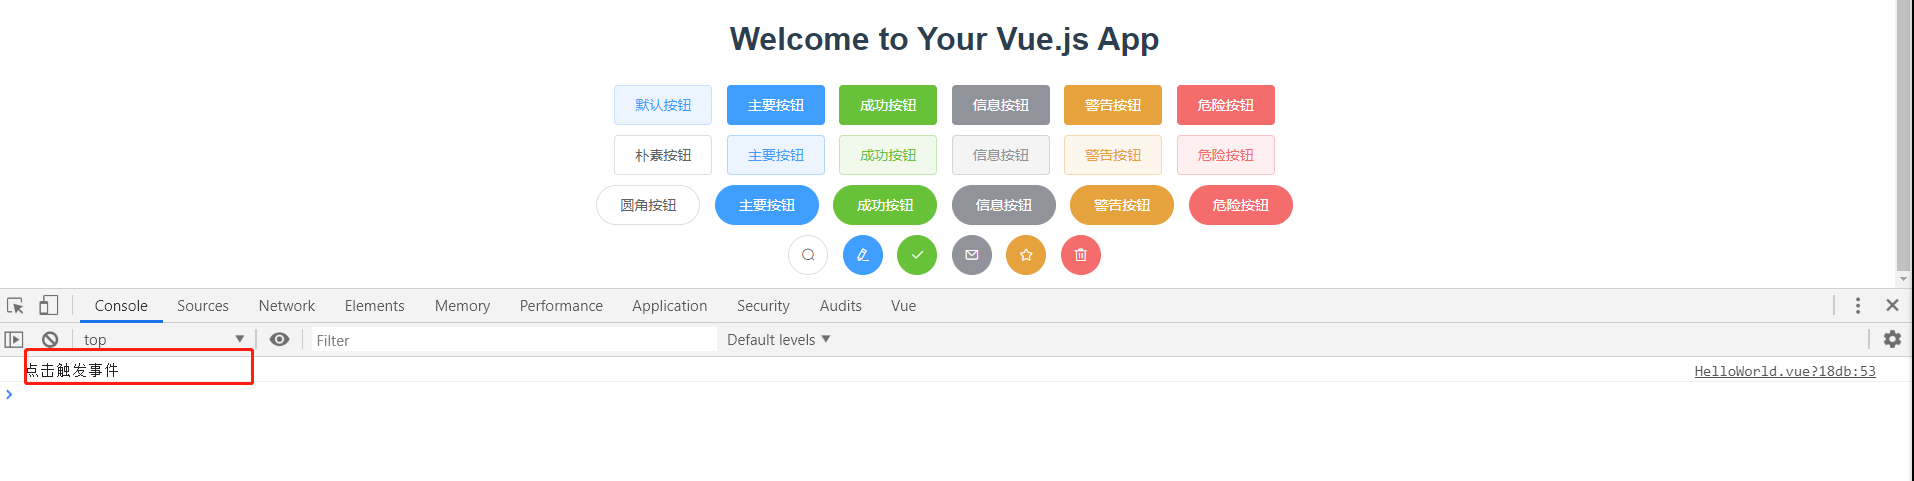 Welcome to Your Vue.js App
默认按钮 主要按钮 成功按钮 信息按钮 警告按钮 危险按钮
朴素按钮 主要按钮 成功按钮 信息按钮 警告按钮 危险按钮
圆角按钮 主要按钮 成功按钮 信息按钮 警告按钮 危险按钮
Console Sources Network Elements Memory Performance Application Security Audits Vue
top Filter Default levels
点击触发事件 HelloWorld.vue?18db:53